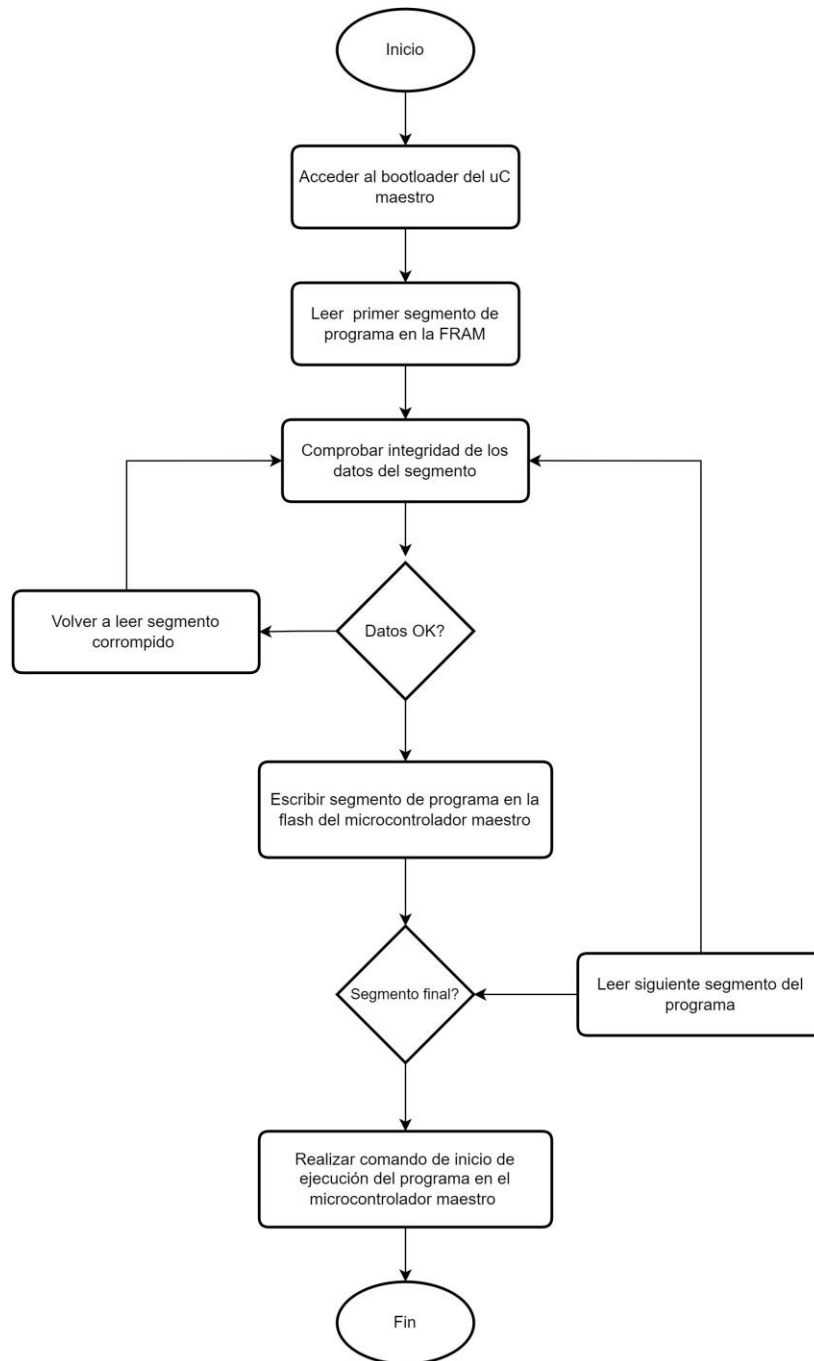 Inicio
Acceder al bootloader del uC
maestro
Leer primer segmento de
programa en la FRAM
Comprobar integridad de los
datos del segmento
Volver a leer segmento
corrompido
Datos OK?
Escribir segmento de programa en la
flash del microcontrolador maestro
Segmento final?
Leer siguiente segmento del
programa
Realizar comando de inicio de
ejecución del programa en el
microcontrolador maestro
Fin